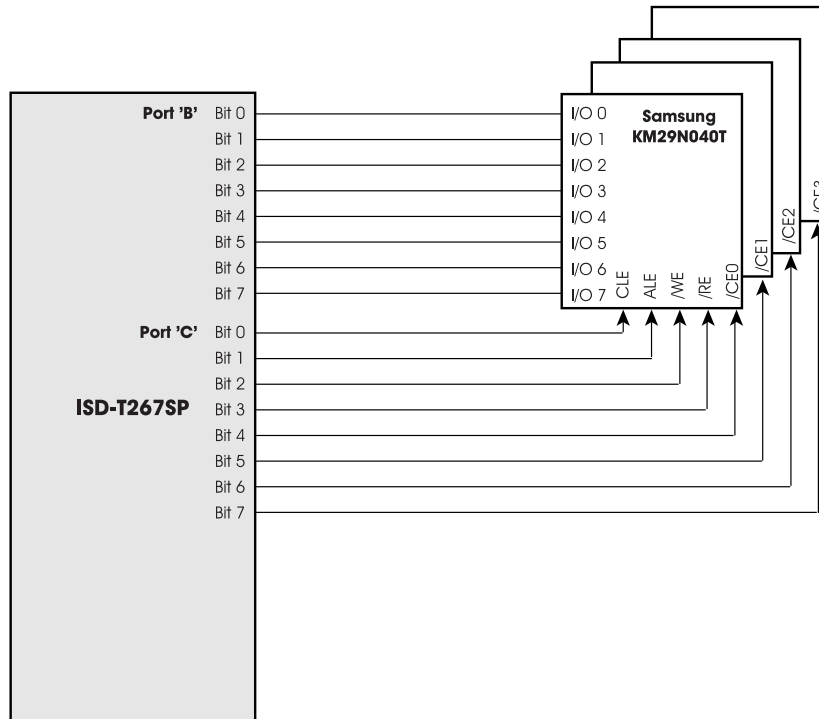 Port 'B' Bit 0
Bit 1
Bit 2
Bit 3
Bit 4
Bit 5
Bit 6
Bit 7
Port 'C' Bit 0
Bit 1
Bit 2
Bit 3
Bit 4
Bit 5
Bit 6
Bit 7
ISD-T267SP
I/O 0
I/O 1
I/O 2
I/O 3
I/O 4
I/O 5
I/O 6
I/O 7
Samsung
KM29N040T
CLE
ALE
/WE
/RE
/CE0
/CE1
/CE2
/CE3